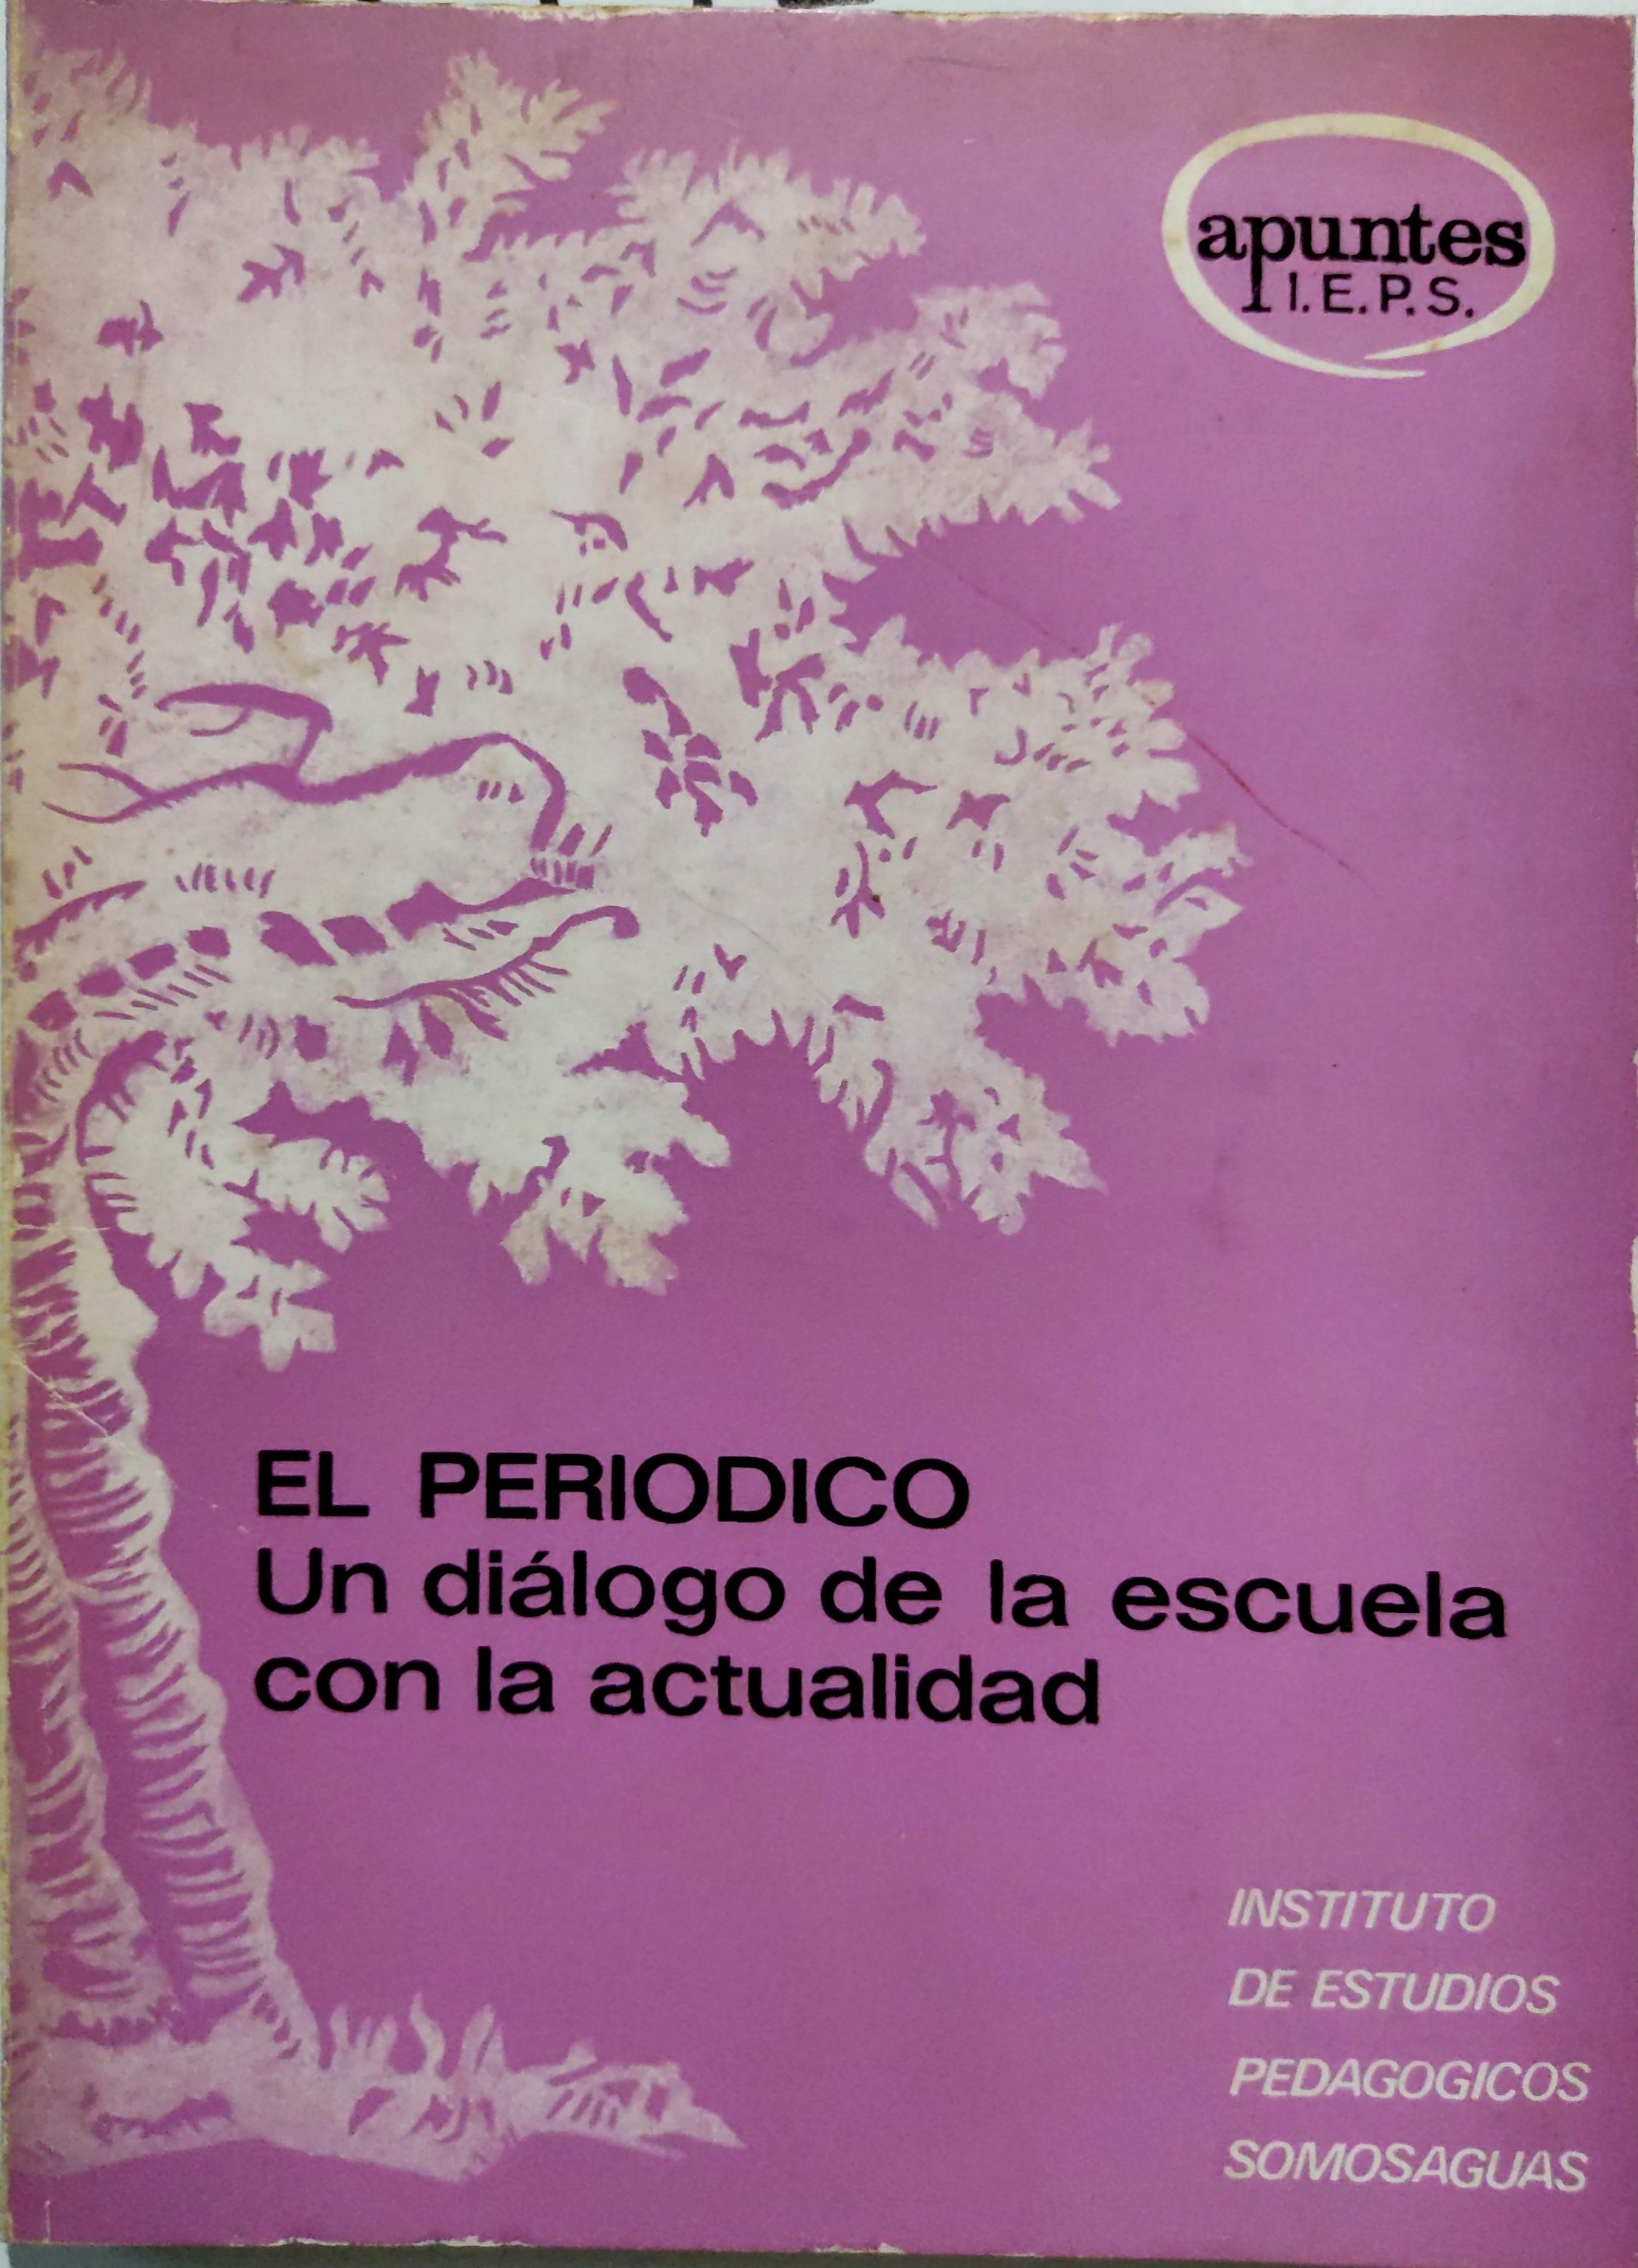 apuntes
I.E.P.S.
EL PERIODICO
Un diálogo de la escuela
con la actualidad
INSTITUTO
DE ESTUDIOS
PEDAGOGICOS
SOMOSAGUAS